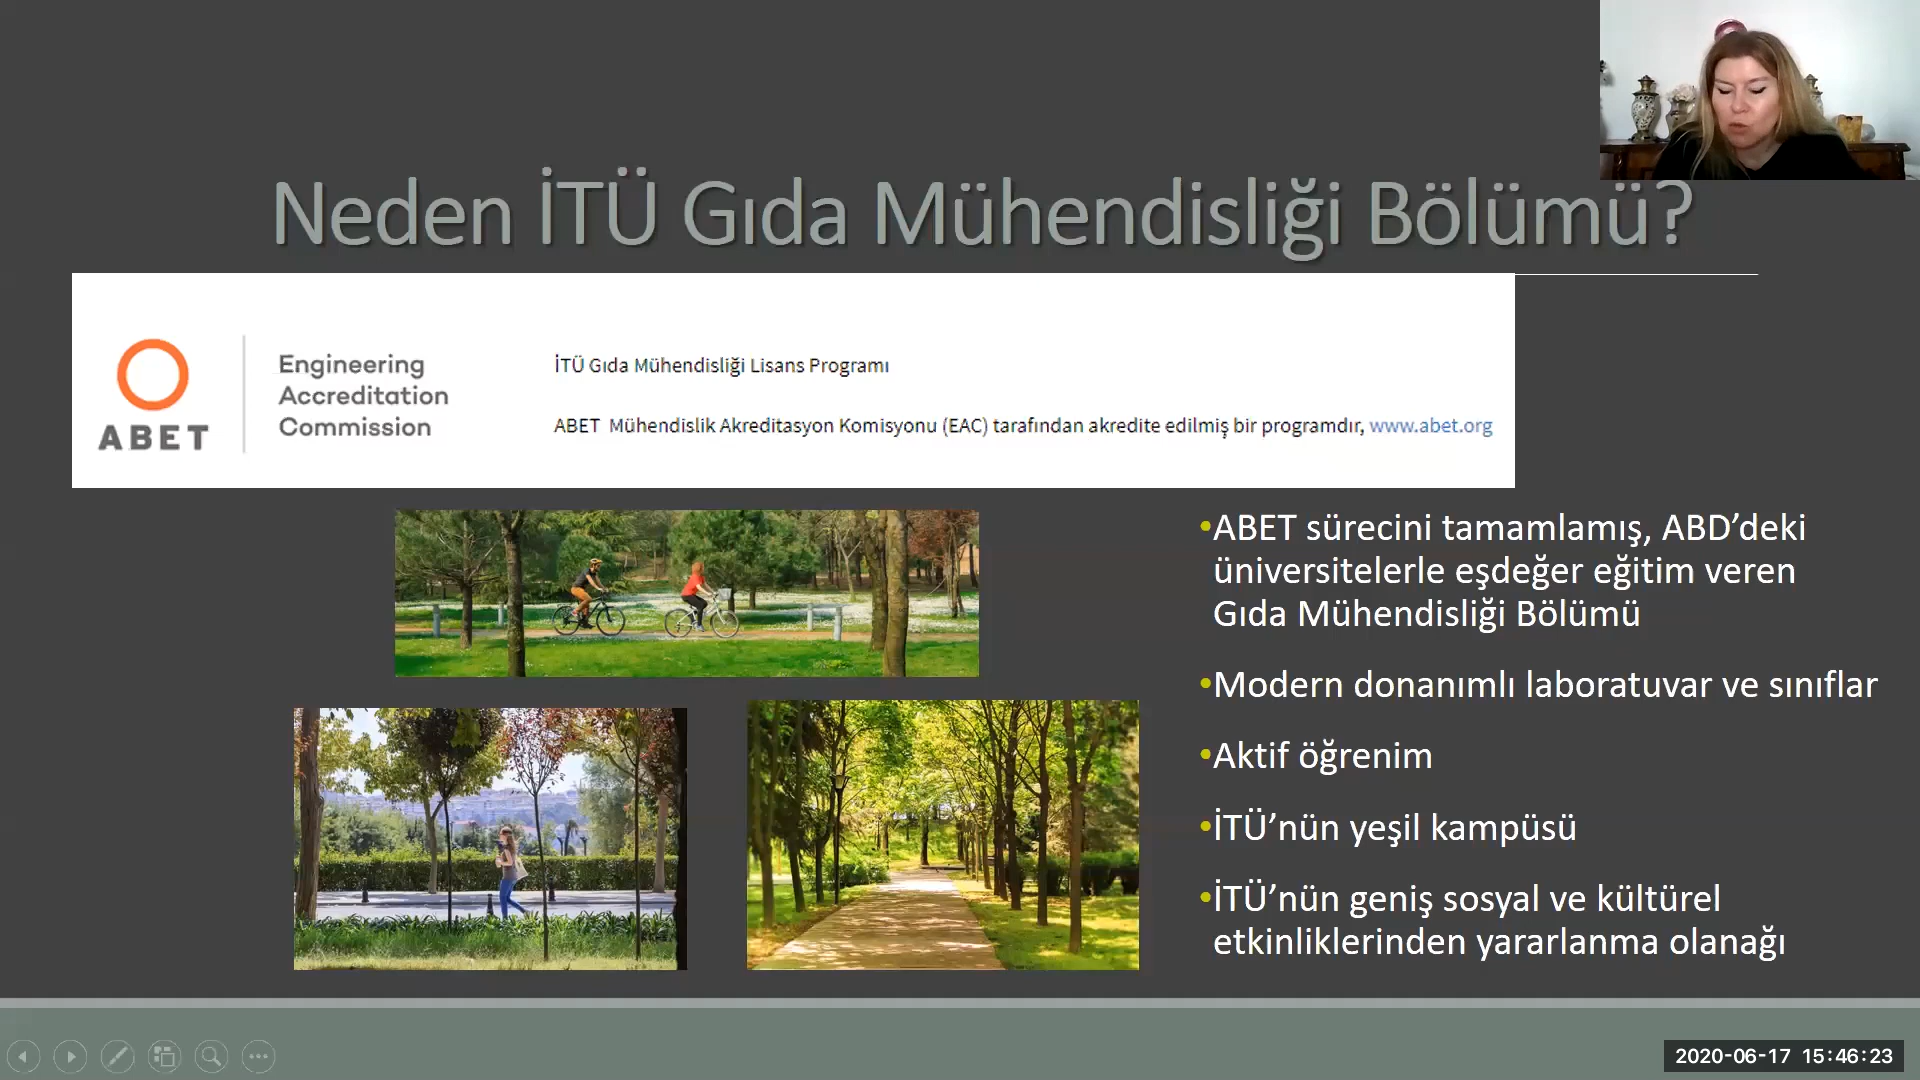 Neden İTÜ Gıda Mühendisliği Bölümü?
ABET
Engineering
Accreditation
Commission
İTÜ Gıda Mühendisliği Lisans Programı
ABET Mühendislik Akreditasyon Komisyonu (EAC) tarafından akredite edilmiş bir programdır, www.abet.org
•ABET sürecini tamamlamış, ABD’deki
üniversitelerle eşdeğer eğitim veren
Gıda Mühendisliği Bölümü
•Modern donanımlı laboratuvar ve sınıflar
•Aktif öğrenim
•İTÜ’nün yeşil kampüsü
•İTÜ’nün geniş sosyal ve kültürel
etkinliklerinden yararlanma olanağı
2020-06-17 15:46:23